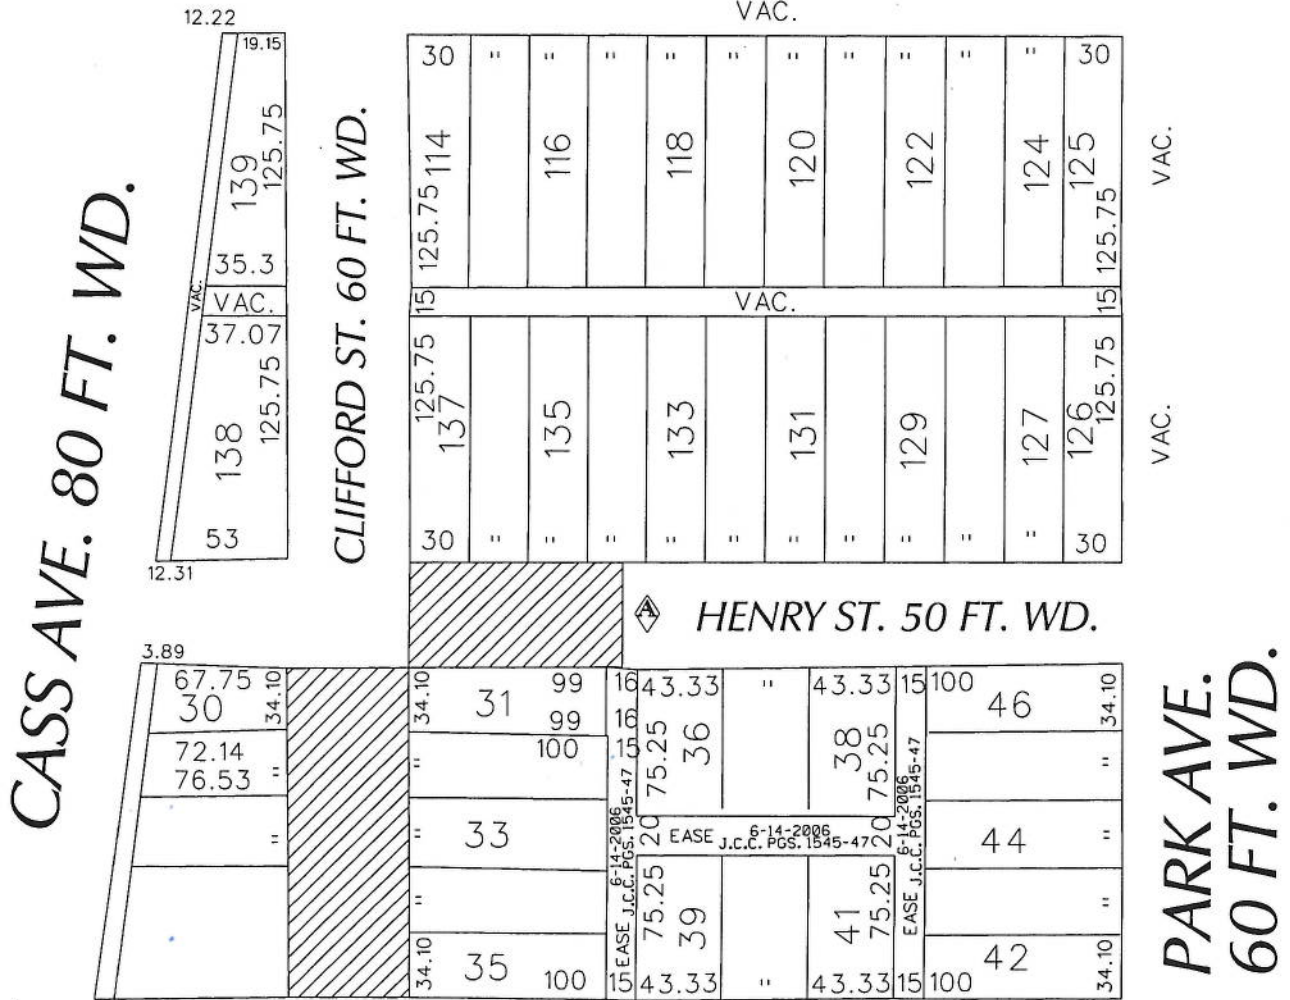 VAC.
12.22
19.15
139
125.75
35.3
VAC.
VAC.
37.07
125.75
138
53
12.31
CASS AVE. 80 FT. WD.
CLIFFORD ST. 60 FT. WD.
30 " " " " " " " " " " 30
114 116 118 120 122 124 125
125.75
125.75
VAC.
15 VAC. 15
125.75
125.75
137 135 133 131 129 127 126
VAC.
30 " " " " " " " " " " 30
A HENRY ST. 50 FT. WD.
3.89
67.75
30
34.10
72.14
76.53
"
"
34.10
31
99
99
100
"
"
33
"
34.10
35
100
16
16
15
EASE 6-14-2006
J.C.C. PGS. 1545-47
15
43.33 " 43.33
75.25
36
38
75.25
20 EASE 6-14-2006
J.C.C. PGS. 1545-47 20
75.25
39
41
75.25
43.33 " 43.33
15
EASE 6-14-2006
J.C.C. PGS. 1545-47
15
100
46
34.10
"
44
"
"
42
100
34.10
PARK AVE.
60 FT. WD.